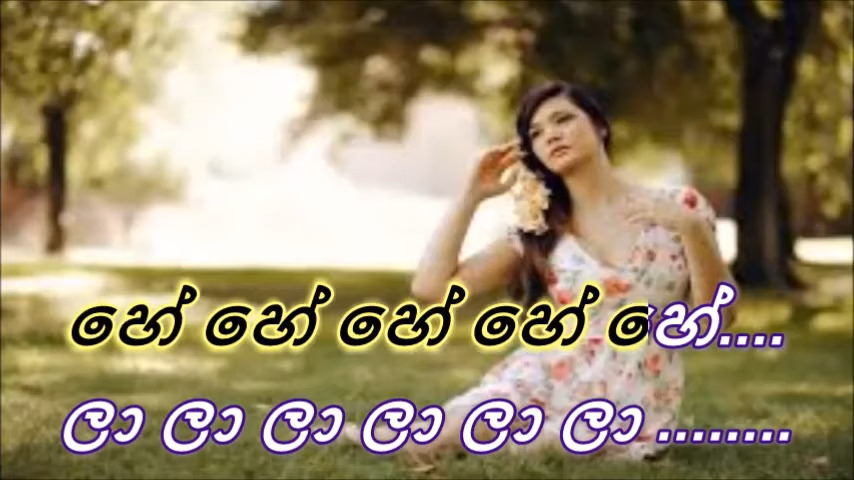 හේ හේ හේ හේ හේ....
ලා ලා ලා ලා ලා ලා ........